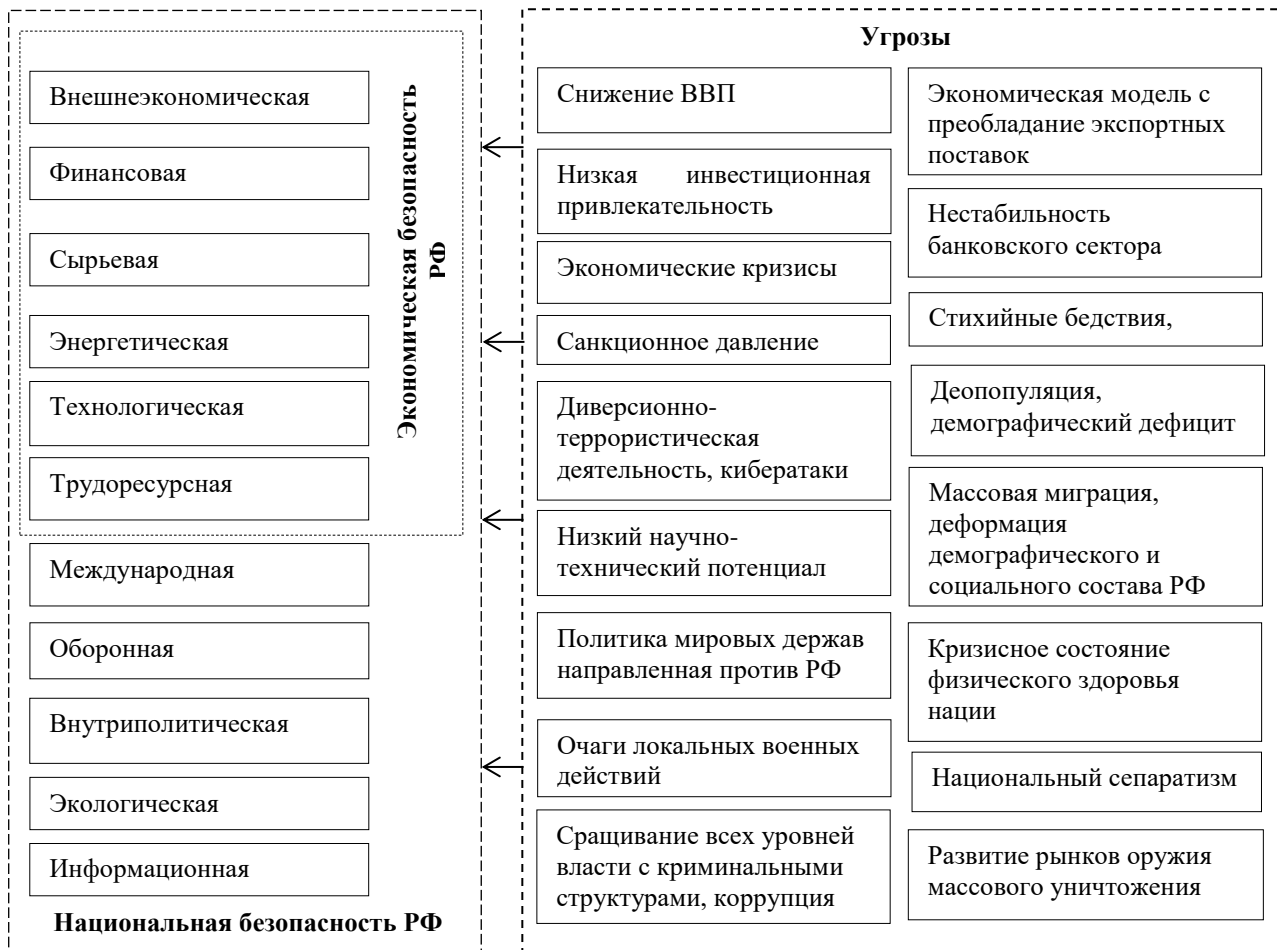 Внешнеэкономическая
Финансовая
Сырьевая
Энергетическая
Технологическая
Трудоресурсная
Экономическая безопасность
РФ
Международная
Оборонная
Внутриполитическая
Экологическая
Информационная
Национальная безопасность РФ
Угрозы
Снижение ВВП
Низкая инвестиционная
привлекательность
Экономические кризисы
Санкционное давление
Диверсионно-
террористическая
деятельность, кибератаки
Низкий научно-
технический потенциал
Политика мировых держав
направленная против РФ
Очаги локальных военных
действий
Сращивание всех уровней
власти с криминальными
структурами, коррупция
Экономическая модель с
преобладание экспортных
поставок
Нестабильность
банковского сектора
Стихийные бедствия,
Деопопуляция,
демографический дефицит
Массовая миграция,
деформация
демографического и
социального состава РФ
Кризисное состояние
физического здоровья
нации
Национальный сепаратизм
Развитие рынков оружия
массового уничтожения